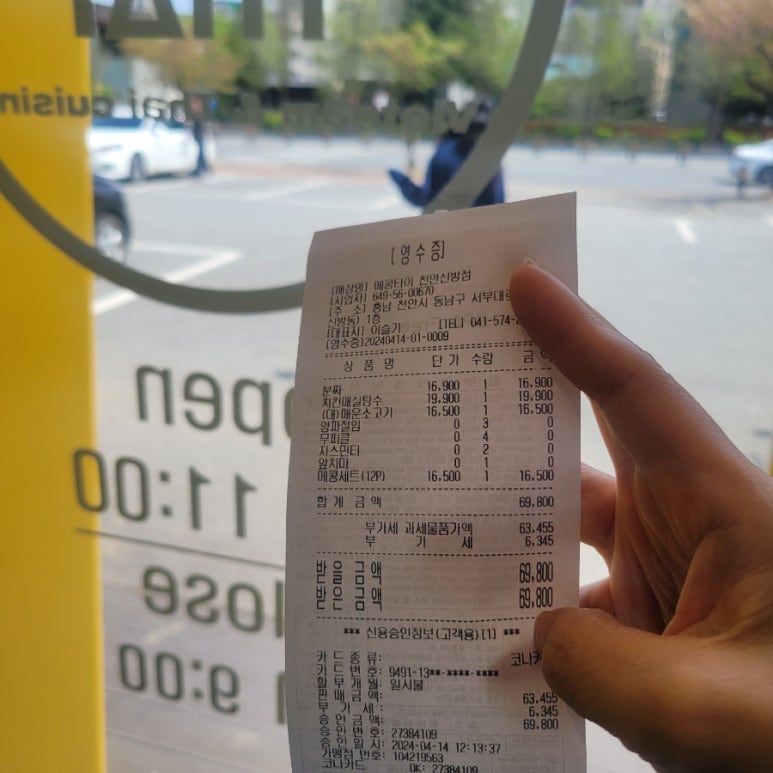 THAI
Vietnam & Thai cuisin
[영수증]
[매장명] 메콩타이 천안신방점
[사업자] 649-56-00670
[주 소] 충남 천안시 동남구 서부대로
신방동) 1층
[대표자] 이슬기 [TEL] 041-574-
[영수증]20240414-01-0009
상 품 명 단 가 수량 금 액
분짜 16,900 1 16,900
치킨매실탕수 19,900 1 19,900
(대)매운소고기 16,500 1 16,500
양파절임 0 3 0
무피클 0 4 0
자스민티 0 2 0
앞치마 0 1 0
메콩세트(12P) 16,500 1 16,500
합 계 금 액 69,800
부가세 과세물품가액 63,455
부 가 세 6,345
받을금액 69,800
받은금액 69,800
*** 신용승인정보(고객용)[1] ***
카 드 종 류: 코나카
카 드 번 호: 9491-13**-****-****
할 부 개 월: 일시불
판 매 금 액: 63,455
부 가 세: 6,345
승 인 금 액: 69,800
승 인 번 호: 27384109
승 인 일 시: 2024-04-14 12:13:37
가맹점 번호: 104219563
코나카드 OK: 27384109
open
11:00
lose
9:00